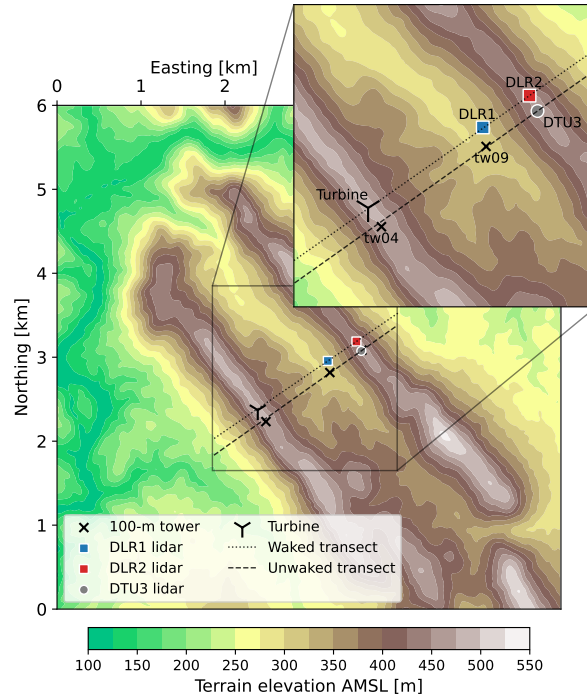 Easting [km]
0
1
2
6
5
4
3
2
1
0
Northing [km]
DLR2
DLR1
DTU3
tw09
Turbine
tw04
100-m tower
DLR1 lidar
DLR2 lidar
DTU3 lidar
Turbine
Waked transect
Unwaked transect
100 150 200 250 300 350 400 450 500 550
Terrain elevation AMSL [m]